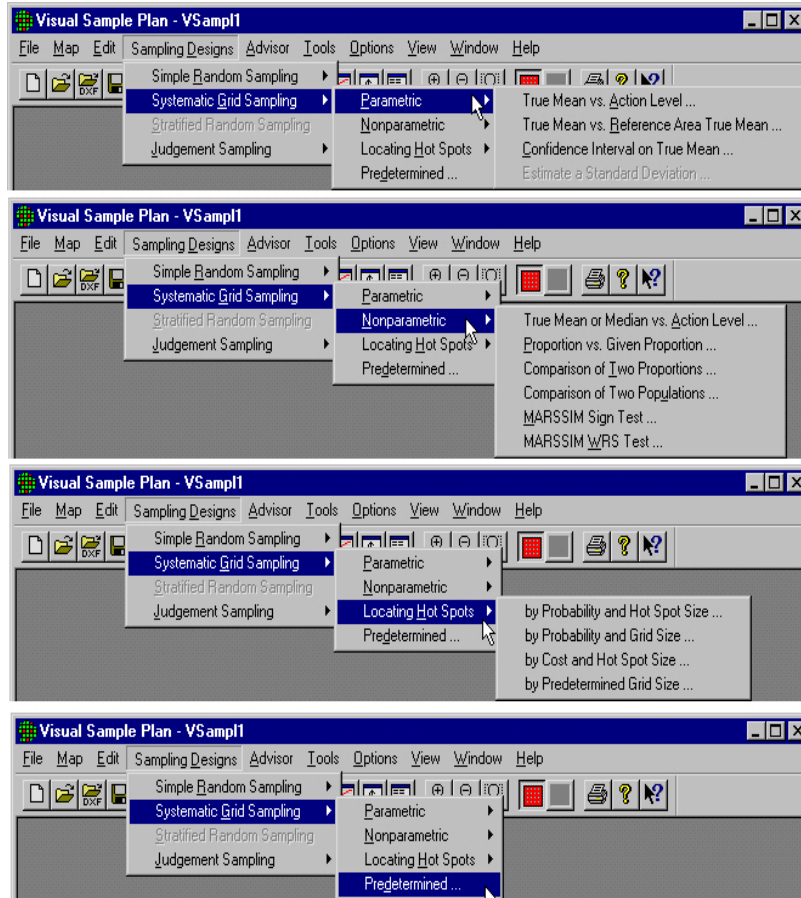 Visual Sample Plan - VSampl1
File Map Edit Sampling Designs Advisor Tools Options View Window Help
DXF
Simple Random Sampling
Systematic Grid Sampling
Stratified Random Sampling
Judgement Sampling
Parametric
Nonparametric
Locating Hot Spots
Predetermined ...
True Mean vs. Action Level ...
True Mean vs. Reference Area True Mean ...
Confidence Interval on True Mean ...
Estimate a Standard Deviation ...
Visual Sample Plan - VSampl1
File Map Edit Sampling Designs Advisor Tools Options View Window Help
DXF
Simple Random Sampling
Systematic Grid Sampling
Stratified Random Sampling
Judgement Sampling
Parametric
Nonparametric
Locating Hot Spots
Predetermined ...
True Mean or Median vs. Action Level ...
Proportion vs. Given Proportion ...
Comparison of Two Proportions ...
Comparison of Two Populations ...
MARSSIM Sign Test ...
MARSSIM WRS Test ...
Visual Sample Plan - VSampl1
File Map Edit Sampling Designs Advisor Tools Options View Window Help
DXF
Simple Random Sampling
Systematic Grid Sampling
Stratified Random Sampling
Judgement Sampling
Parametric
Nonparametric
Locating Hot Spots
Predetermined ...
by Probability and Hot Spot Size ...
by Probability and Grid Size ...
by Cost and Hot Spot Size ...
by Predetermined Grid Size ...
Visual Sample Plan - VSampl1
File Map Edit Sampling Designs Advisor Tools Options View Window Help
DXF
Simple Random Sampling
Systematic Grid Sampling
Stratified Random Sampling
Judgement Sampling
Parametric
Nonparametric
Locating Hot Spots
Predetermined ...